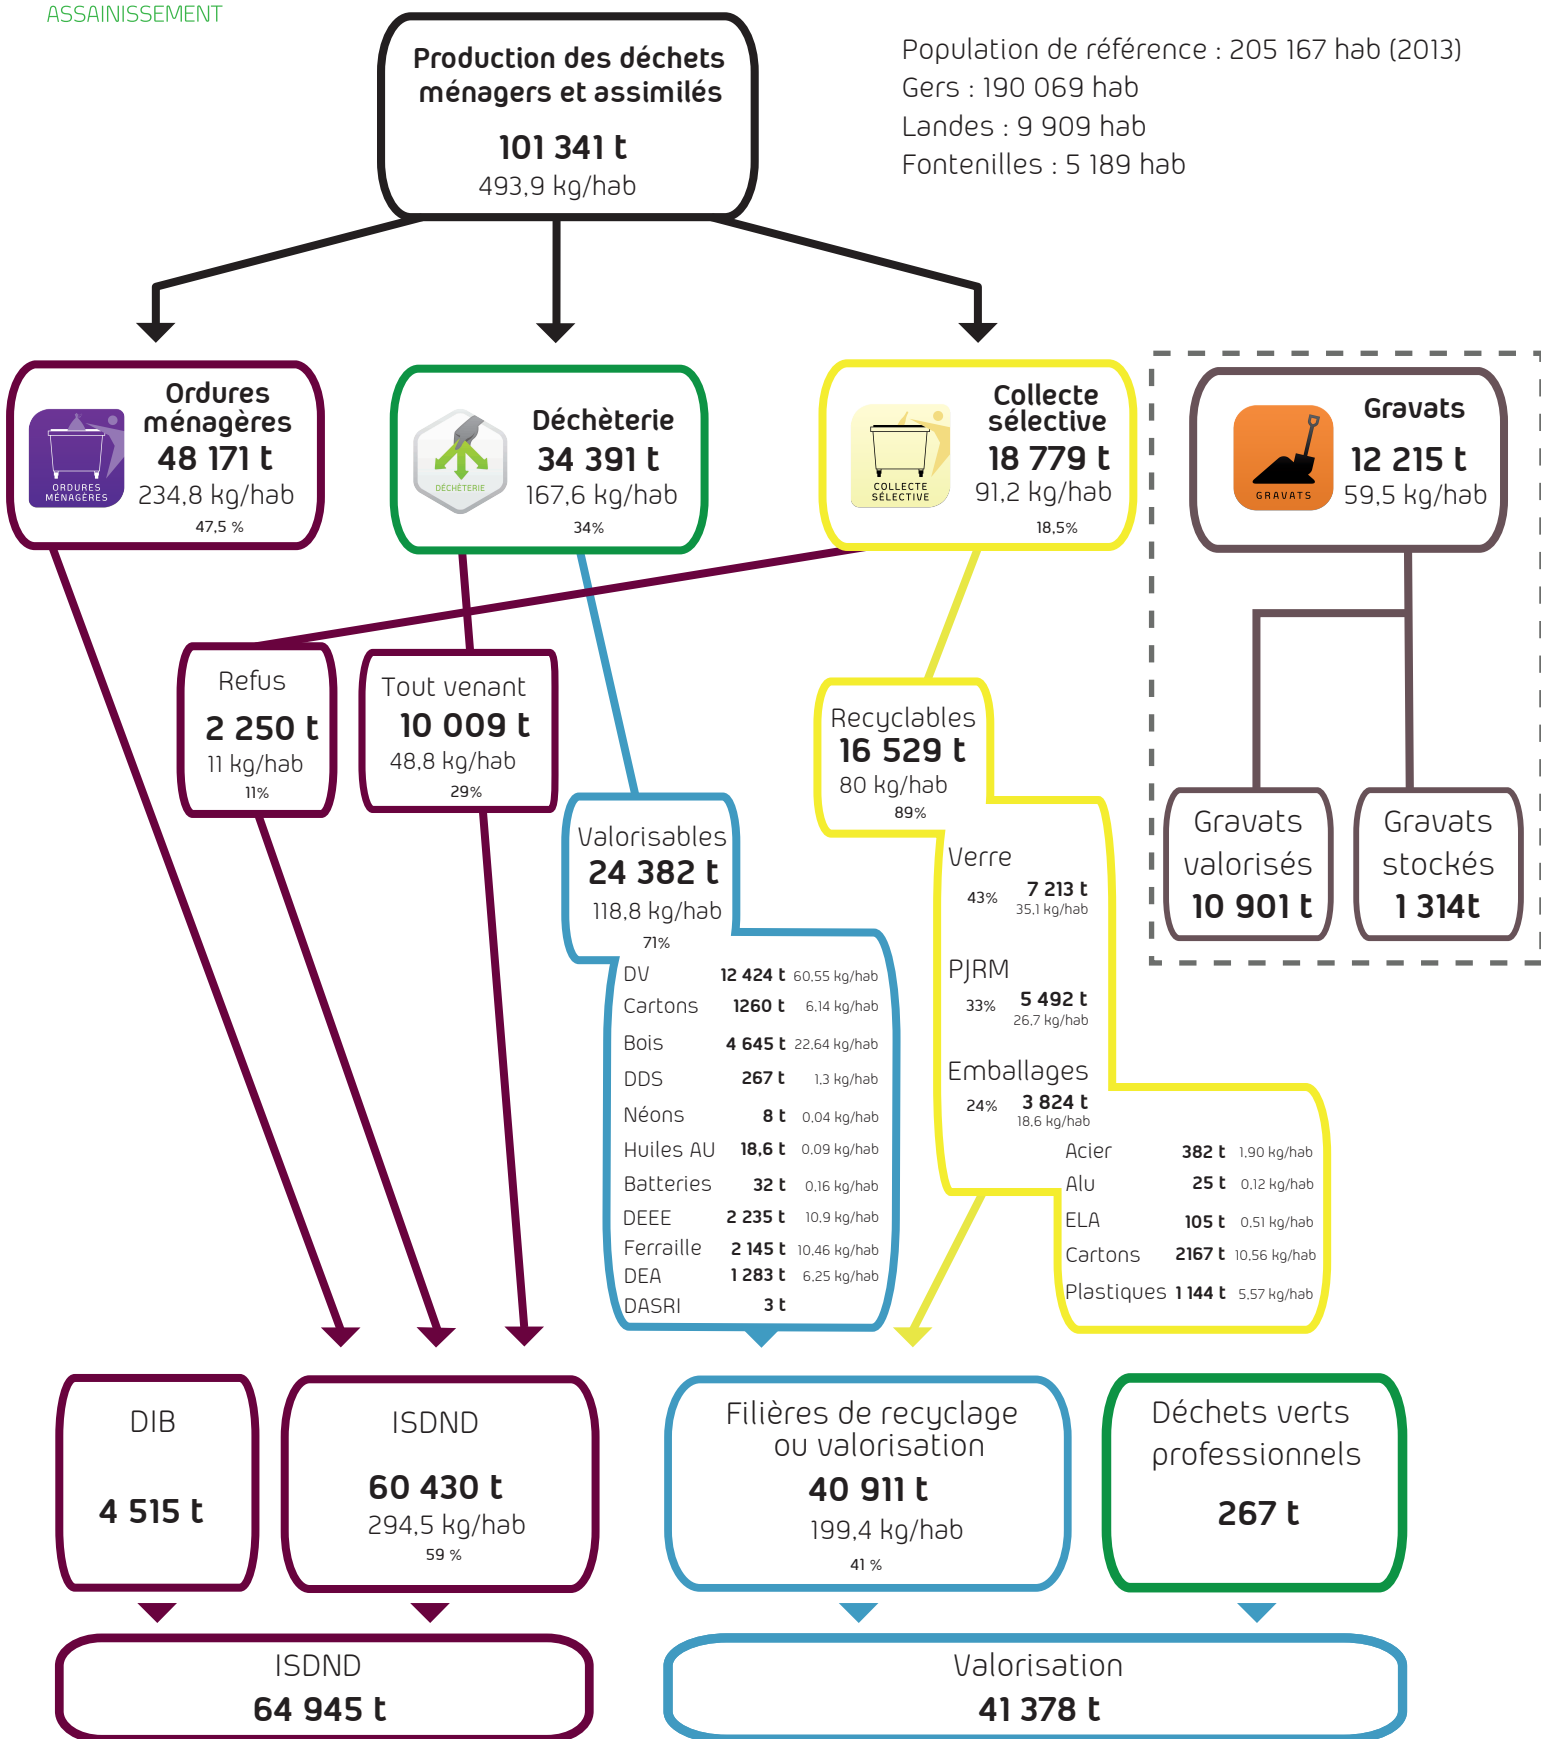 ASSAINISSEMENT
Production des déchets
ménagers et assimilés
101 341 t
493,9 kg/hab
Population de référence : 205 167 hab (2013)
Gers : 190 069 hab
Landes : 9 909 hab
Fontenilles : 5 189 hab
Ordures
ménagères
48 171 t
234,8 kg/hab
47,5 %
ORDURES
MÉNAGÈRES
Déchèterie
34 391 t
167,6 kg/hab
34%
DÉCHÈTERIE
Collecte
sélective
18 779 t
91,2 kg/hab
18,5%
COLLECTE
SÉLECTIVE
Gravats
12 215 t
59,5 kg/hab
GRAVATS
Refus
2 250 t
11 kg/hab
11%
Tout venant
10 009 t
48,8 kg/hab
29%
Valorisables
24 382 t
118,8 kg/hab
71%
DV 12 424 t 60,55 kg/hab
Cartons 1260 t 6,14 kg/hab
Bois 4 645 t 22,64 kg/hab
DDS 267 t 1,3 kg/hab
Néons 8 t 0,04 kg/hab
Huiles AU 18,6 t 0,09 kg/hab
Batteries 32 t 0,16 kg/hab
DEEE 2 235 t 10,9 kg/hab
Ferraille 2 145 t 10,46 kg/hab
DEA 1 283 t 6,25 kg/hab
DASRI 3 t
Recyclables
16 529 t
80 kg/hab
89%
Verre
43% 7 213 t
35,1 kg/hab
PJRM
33% 5 492 t
26,7 kg/hab
Emballages
24% 3 824 t
18,6 kg/hab
Acier 382 t 1,90 kg/hab
Alu 25 t 0,12 kg/hab
ELA 105 t 0,51 kg/hab
Cartons 2167 t 10,56 kg/hab
Plastiques 1 144 t 5,57 kg/hab
Gravats
valorisés
10 901 t
Gravats
stockés
1 314t
DIB
4 515 t
ISDND
60 430 t
294,5 kg/hab
59 %
Filières de recyclage
ou valorisation
40 911 t
199,4 kg/hab
41 %
Déchets verts
professionnels
267 t
ISDND
64 945 t
Valorisation
41 378 t